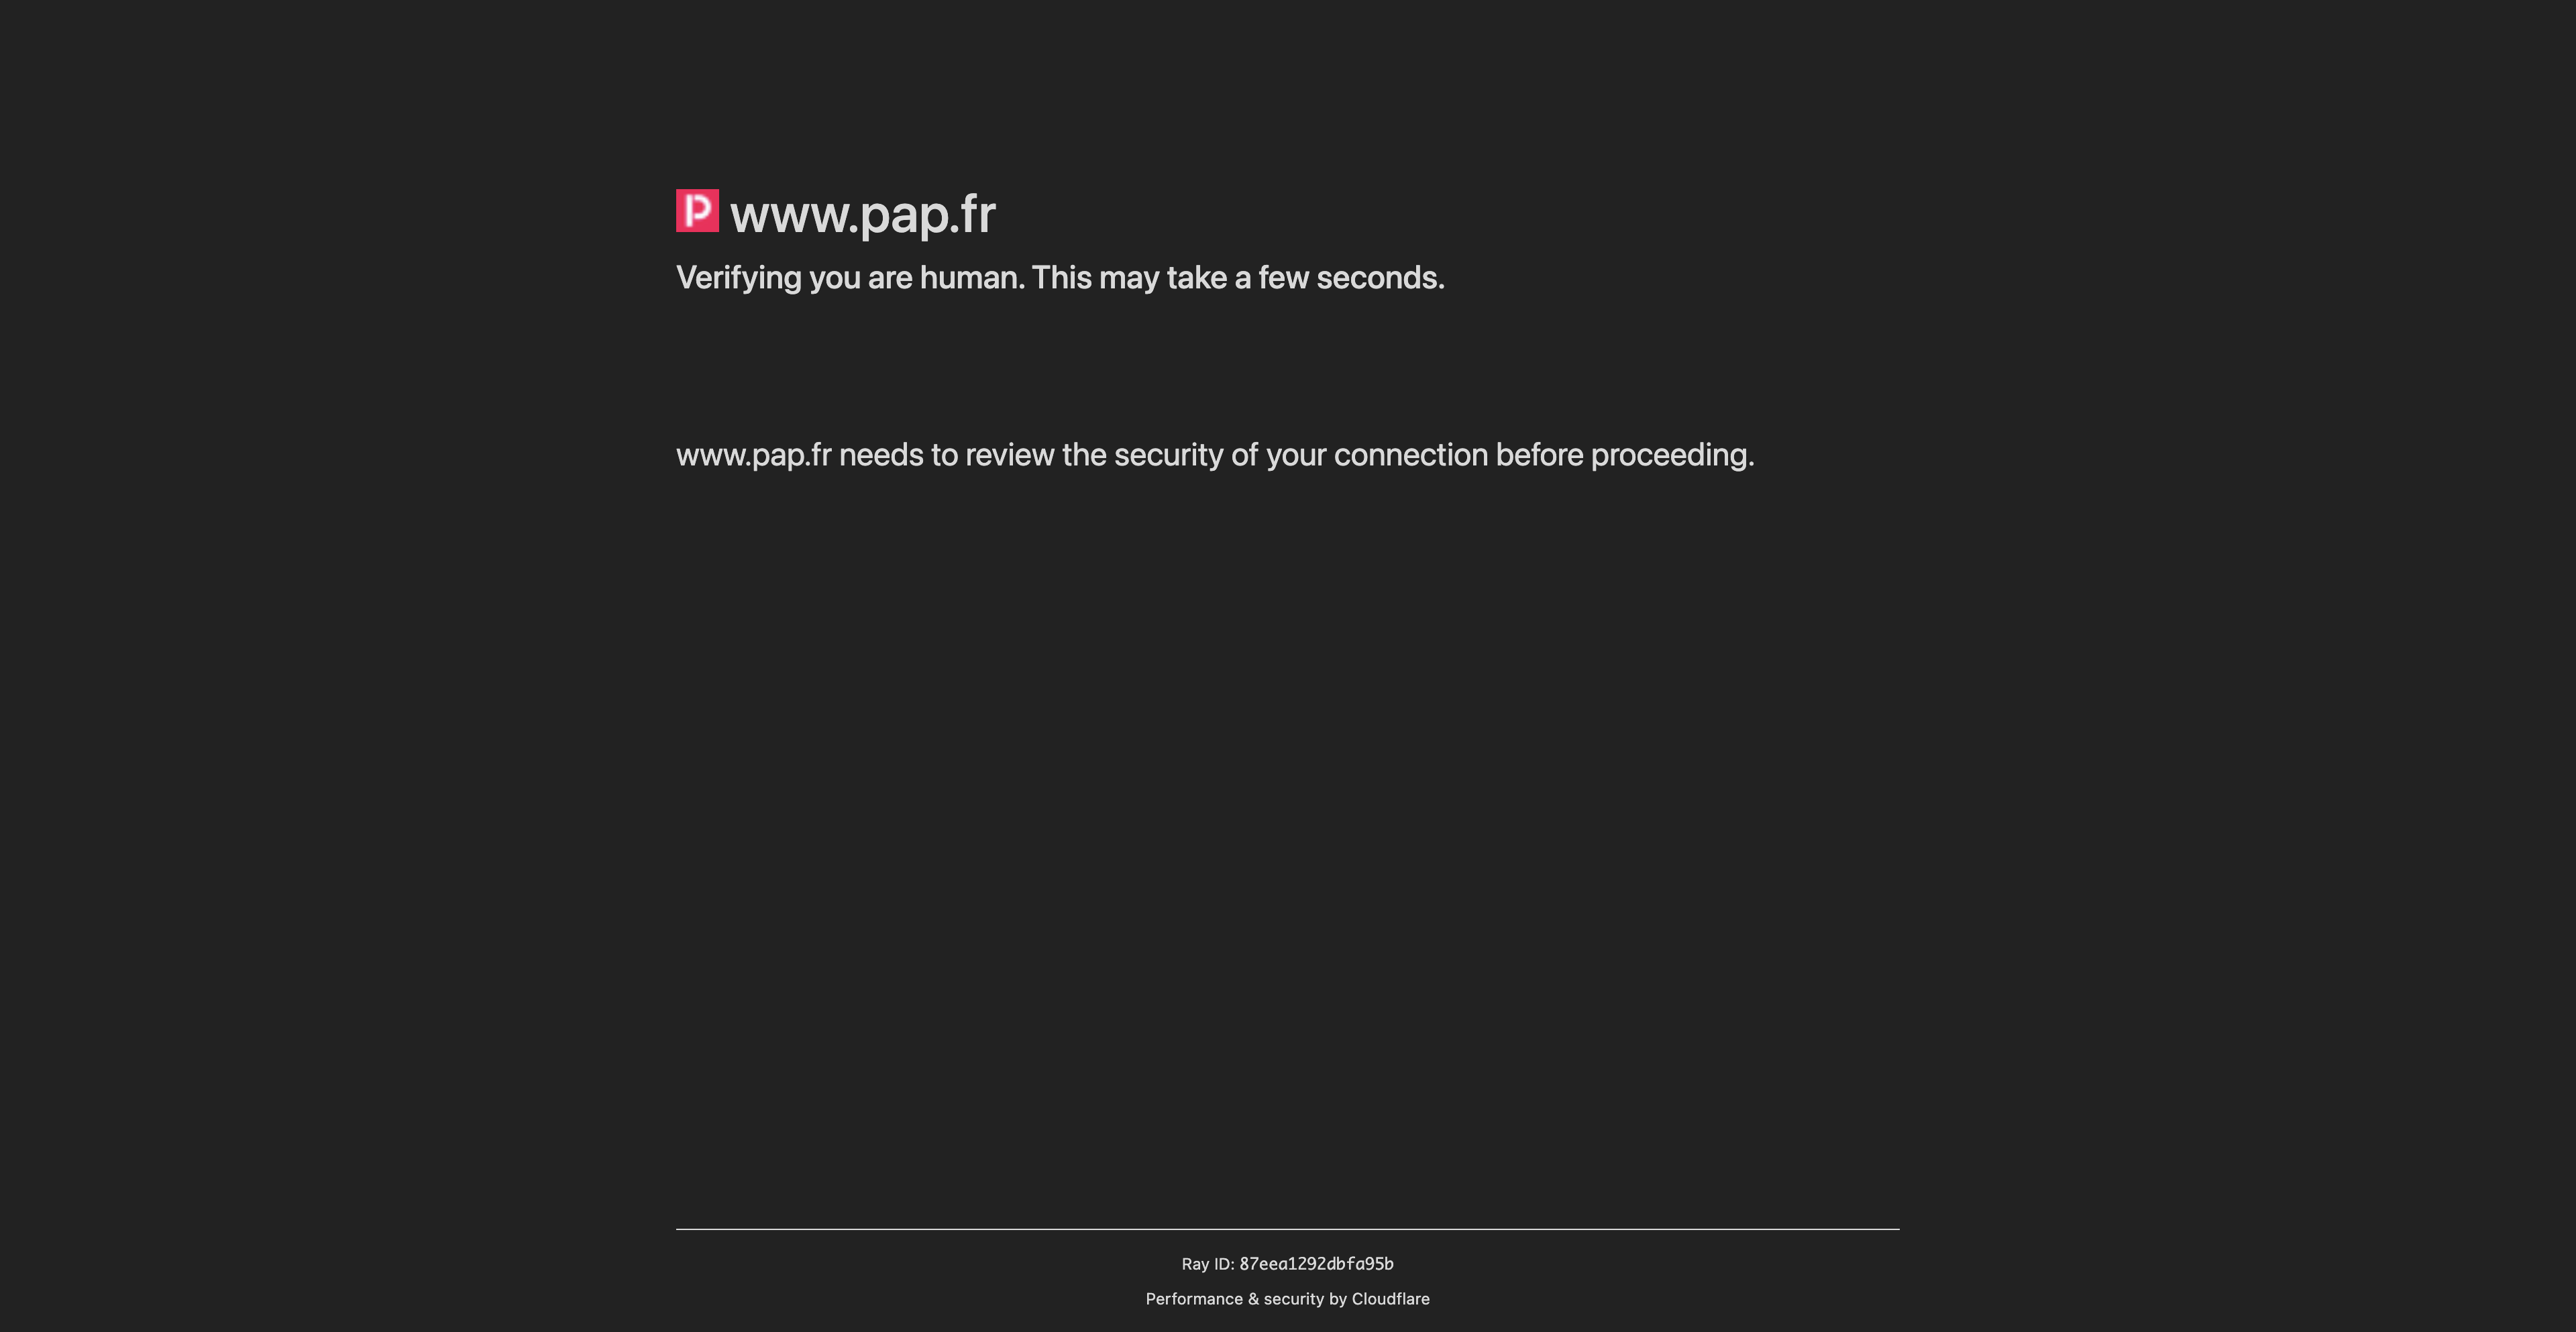 www.pap.fr
Verifying you are human. This may take a few seconds.
www.pap.fr needs to review the security of your connection before proceeding.
Ray ID: 87eea1292dbfa95b
Performance & security by Cloudflare